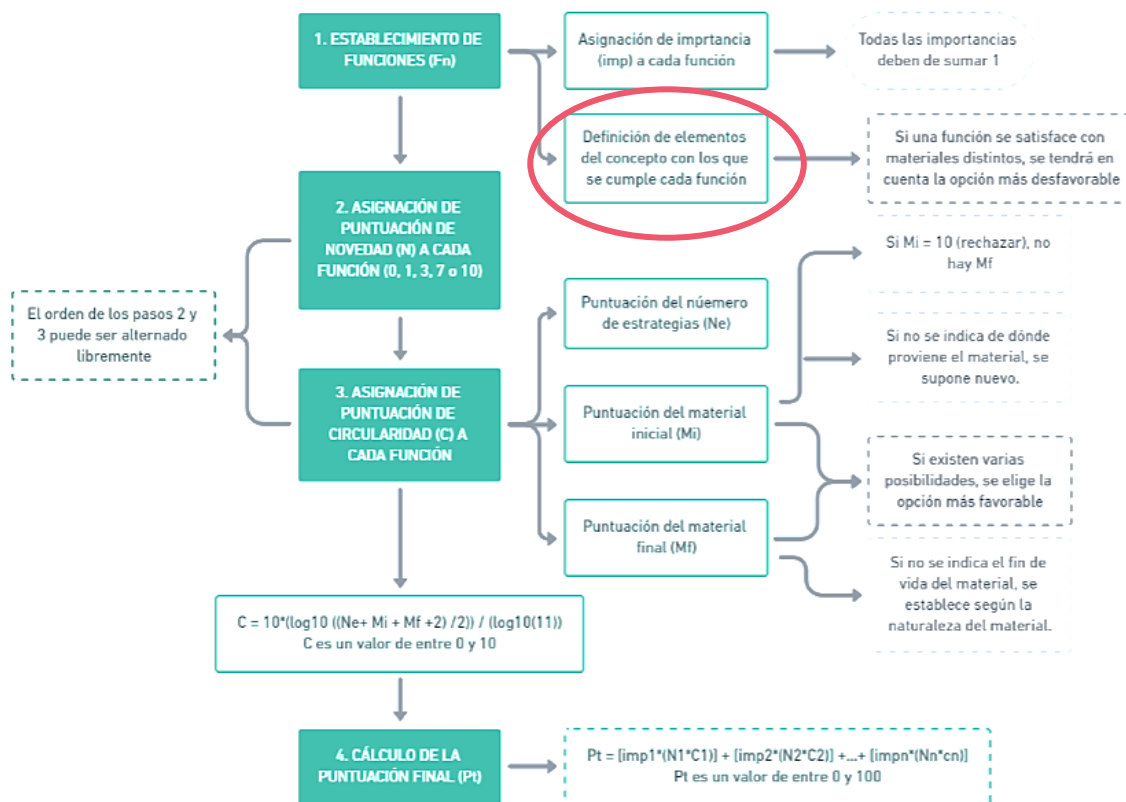 1. ESTABLECIMIENTO DE
FUNCIONES (Fn)
Asignación de imprtancia
(imp) a cada función
Todas las importancias
deben de sumar 1
Definición de elementos
del concepto con los que
se cumple cada función
Si una función se satisface con
materiales distintos, se tendrá en
cuenta la opción más desfavorable
2. ASIGNACIÓN DE
PUNTUACIÓN DE
NOVEDAD (N) A CADA
FUNCIÓN (0, 1, 3, 7 o 10)
El orden de los pasos 2 y
3 puede ser alternado
libremente
3. ASIGNACIÓN DE
PUNTUACIÓN DE
CIRCULARIDAD (C) A
CADA FUNCIÓN
Puntuación del núemero
de estrategias (Ne)
Puntuación del material
inicial (Mi)
Puntuación del material
final (Mf)
Si Mi = 10 (rechazar), no
hay Mf
Si no se indica de dónde
proviene el material, se
supone nuevo.
Si existen varias
posibilidades, se elige la
opción más favorable
Si no se indica el fin de
vida del material, se
establece según la
naturaleza del material.
C = 10*(log10 ((Ne+ Mi + Mf +2) /2)) / (log10(11))
C es un valor de entre 0 y 10
4. CÁLCULO DE LA
PUNTUACIÓN FINAL (Pt)
Pt = [imp1*(N1*C1)] + [imp2*(N2*C2)] +...+ [impn*(Nn*cn)]
Pt es un valor de entre 0 y 100